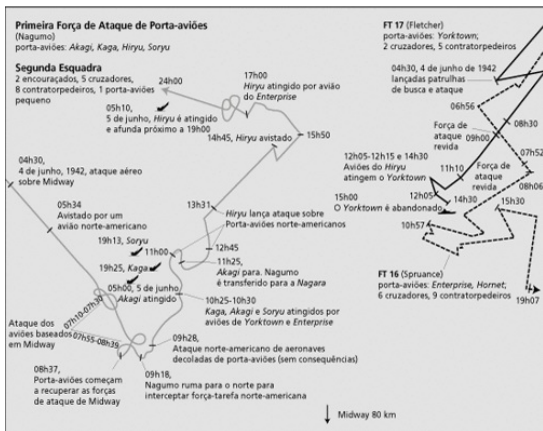 Primeira Força de Ataque de Porta-aviões
(Nagumo)
porta-aviões: Akagi, Kaga, Hiryu, Soryu
Segunda Esquadra
2 encouraçados, 5 cruzadores,
8 contratorpedeiros, 1 porta-aviões
pequeno
24h00
17h00
Hiryu atingido por avião
do Enterprise
05h10,
5 de junho, Hiryu é atingido
e afunda próximo a 19h00
14h45, Hiryu avistado
15h50
04h30,
4 de junho, 1942, ataque aéreo
sobre Midway
05h34
Avistado por um
avião norte-americano
13h31
Hiryu lança ataque sobre
Porta-aviões norte-americanos
19h13, Soryu
11h00
12h45
19h25, Kaga
11h25,
Akagi para. Nagumo
é transferido para a Nagara
05h00, 5 de junho
Akagi atingido
10h25-10h30
Kaga, Akagi e Soryu atingidos por
aviões de Yorktown e Enterprise
07h10-07h30
Ataque dos
aviões baseados
em Midway
07h55-08h39
09h28,
Ataque norte-americano de aeronaves
decoladas de porta-aviões (sem consequências)
08h37,
Porta-aviões começam
a recuperar as forças
de ataque de Midway
09h18,
Nagumo ruma para o norte para
interceptar força-tarefa norte-americana
Midway 80 km
FT 17 (Fletcher)
porta-aviões: Yorktown;
2 cruzadores, 5 contratorpedeiros
04h30, 4 de junho de 1942
lançadas patrulhas
de busca e ataque
06h56
08h30
Força de
ataque
revida
09h00
07h52
12h05-12h15 e 14h30
Aviões do Hiryu
atingem o Yorktown
11h10
Força de
ataque
revida
08h06
12h05
14h30
15h00
O Yorktown é abandonado
15h30
10h57
FT 16 (Spruance)
porta-aviões: Enterprise, Hornet;
6 cruzadores, 9 contratorpedeiros
19h07